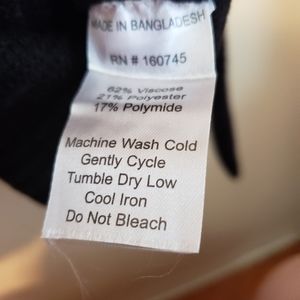 MADE IN BANGLADESH
RN # 160745
62% Viscose
21% Polyester
17% Polymide
Machine Wash Cold
Gently Cycle
Tumble Dry Low
Cool Iron
Do Not Bleach